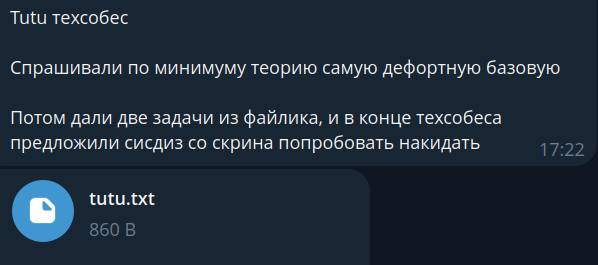 Tutu техсобес
Спрашивали по минимуму теорию самую дефортную базовую
Потом дали две задачи из файлика, и в конце техсобеса
предложили сисдиз со скрина попробовать накидать
17:22
tutu.txt
860 B